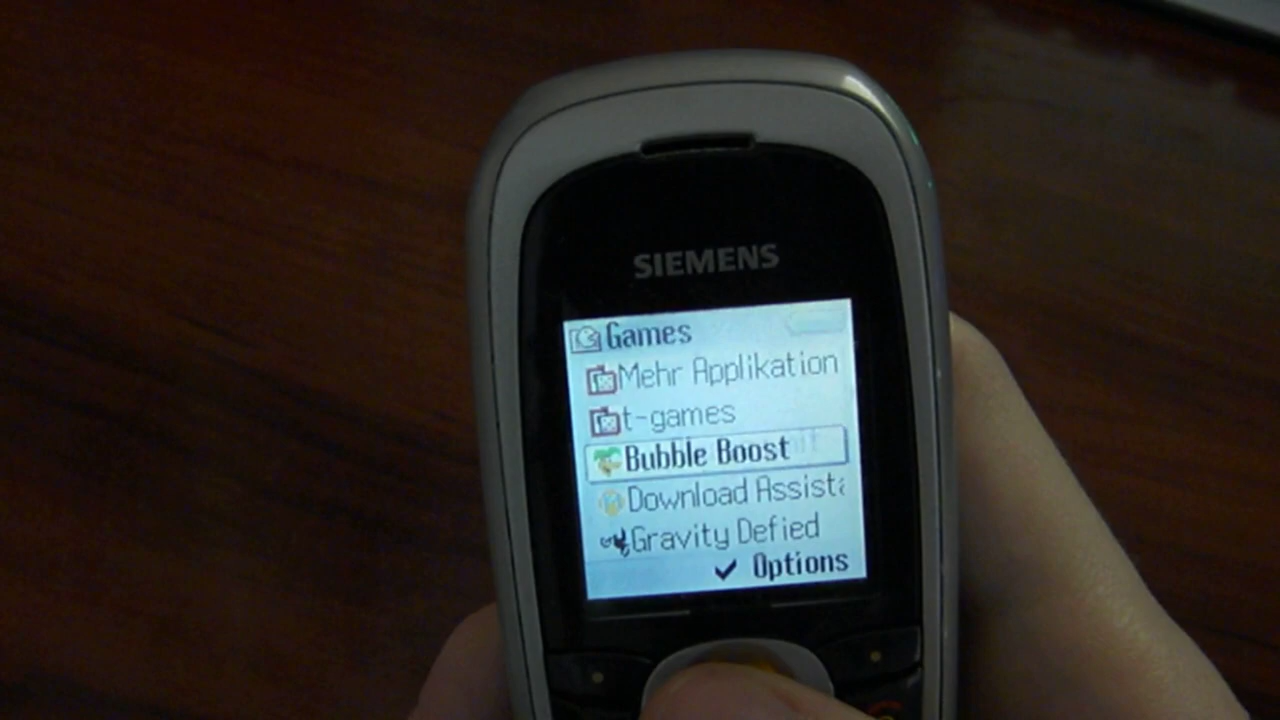 SIEMENS
Games
Mehr Applikation
t-games
Bubble Boost
Download Assist
Gravity Defied
Options